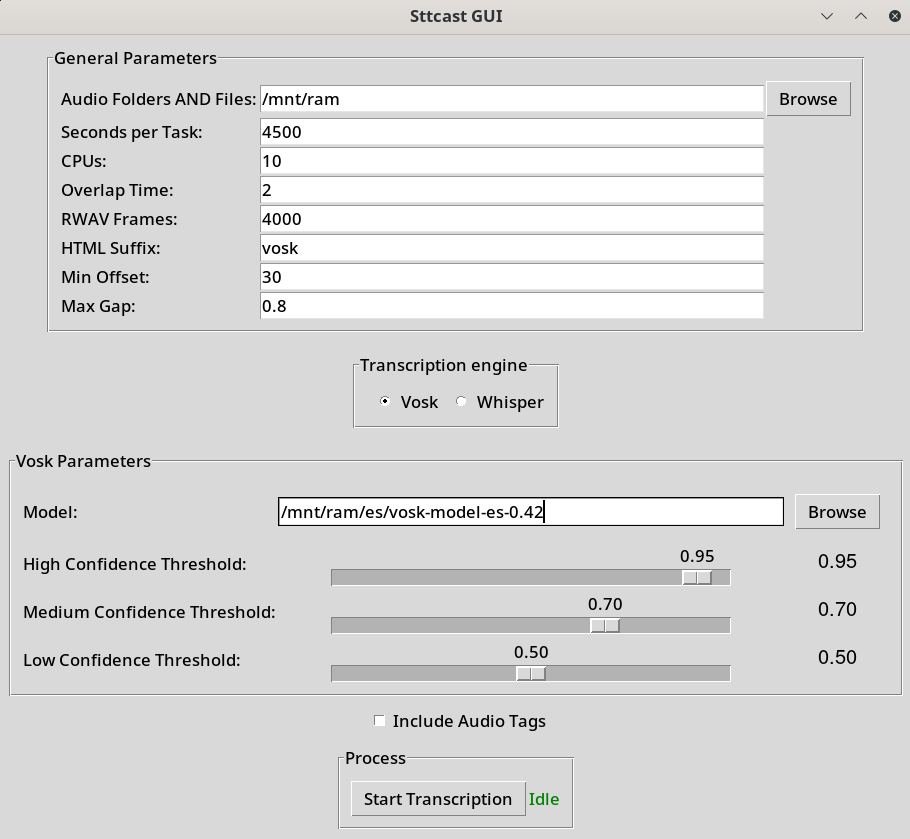 Sttcast GUI
General Parameters
Audio Folders AND Files: /mnt/ram Browse
Seconds per Task: 4500
CPUs: 10
Overlap Time: 2
RWAV Frames: 4000
HTML Suffix: vosk
Min Offset: 30
Max Gap: 0.8
Transcription engine
Vosk Whisper
Vosk Parameters
Model: /mnt/ram/es/vosk-model-es-0.42 Browse
High Confidence Threshold: 0.95 0.95
Medium Confidence Threshold: 0.70 0.70
Low Confidence Threshold: 0.50 0.50
Include Audio Tags
Process
Start Transcription Idle